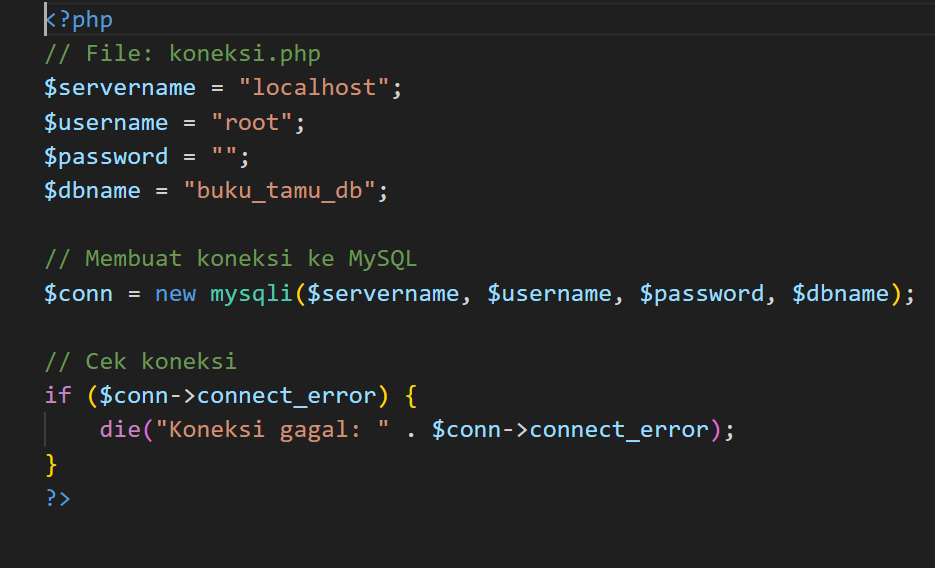 <?php
// File: koneksi.php
$servername = "localhost";
$username = "root";
$password = "";
$dbname = "buku_tamu_db";
// Membuat koneksi ke MySQL
$conn = new mysqli($servername, $username, $password, $dbname);
// Cek koneksi
if ($conn->connect_error) {
    die("Koneksi gagal: " . $conn->connect_error);
}
?>